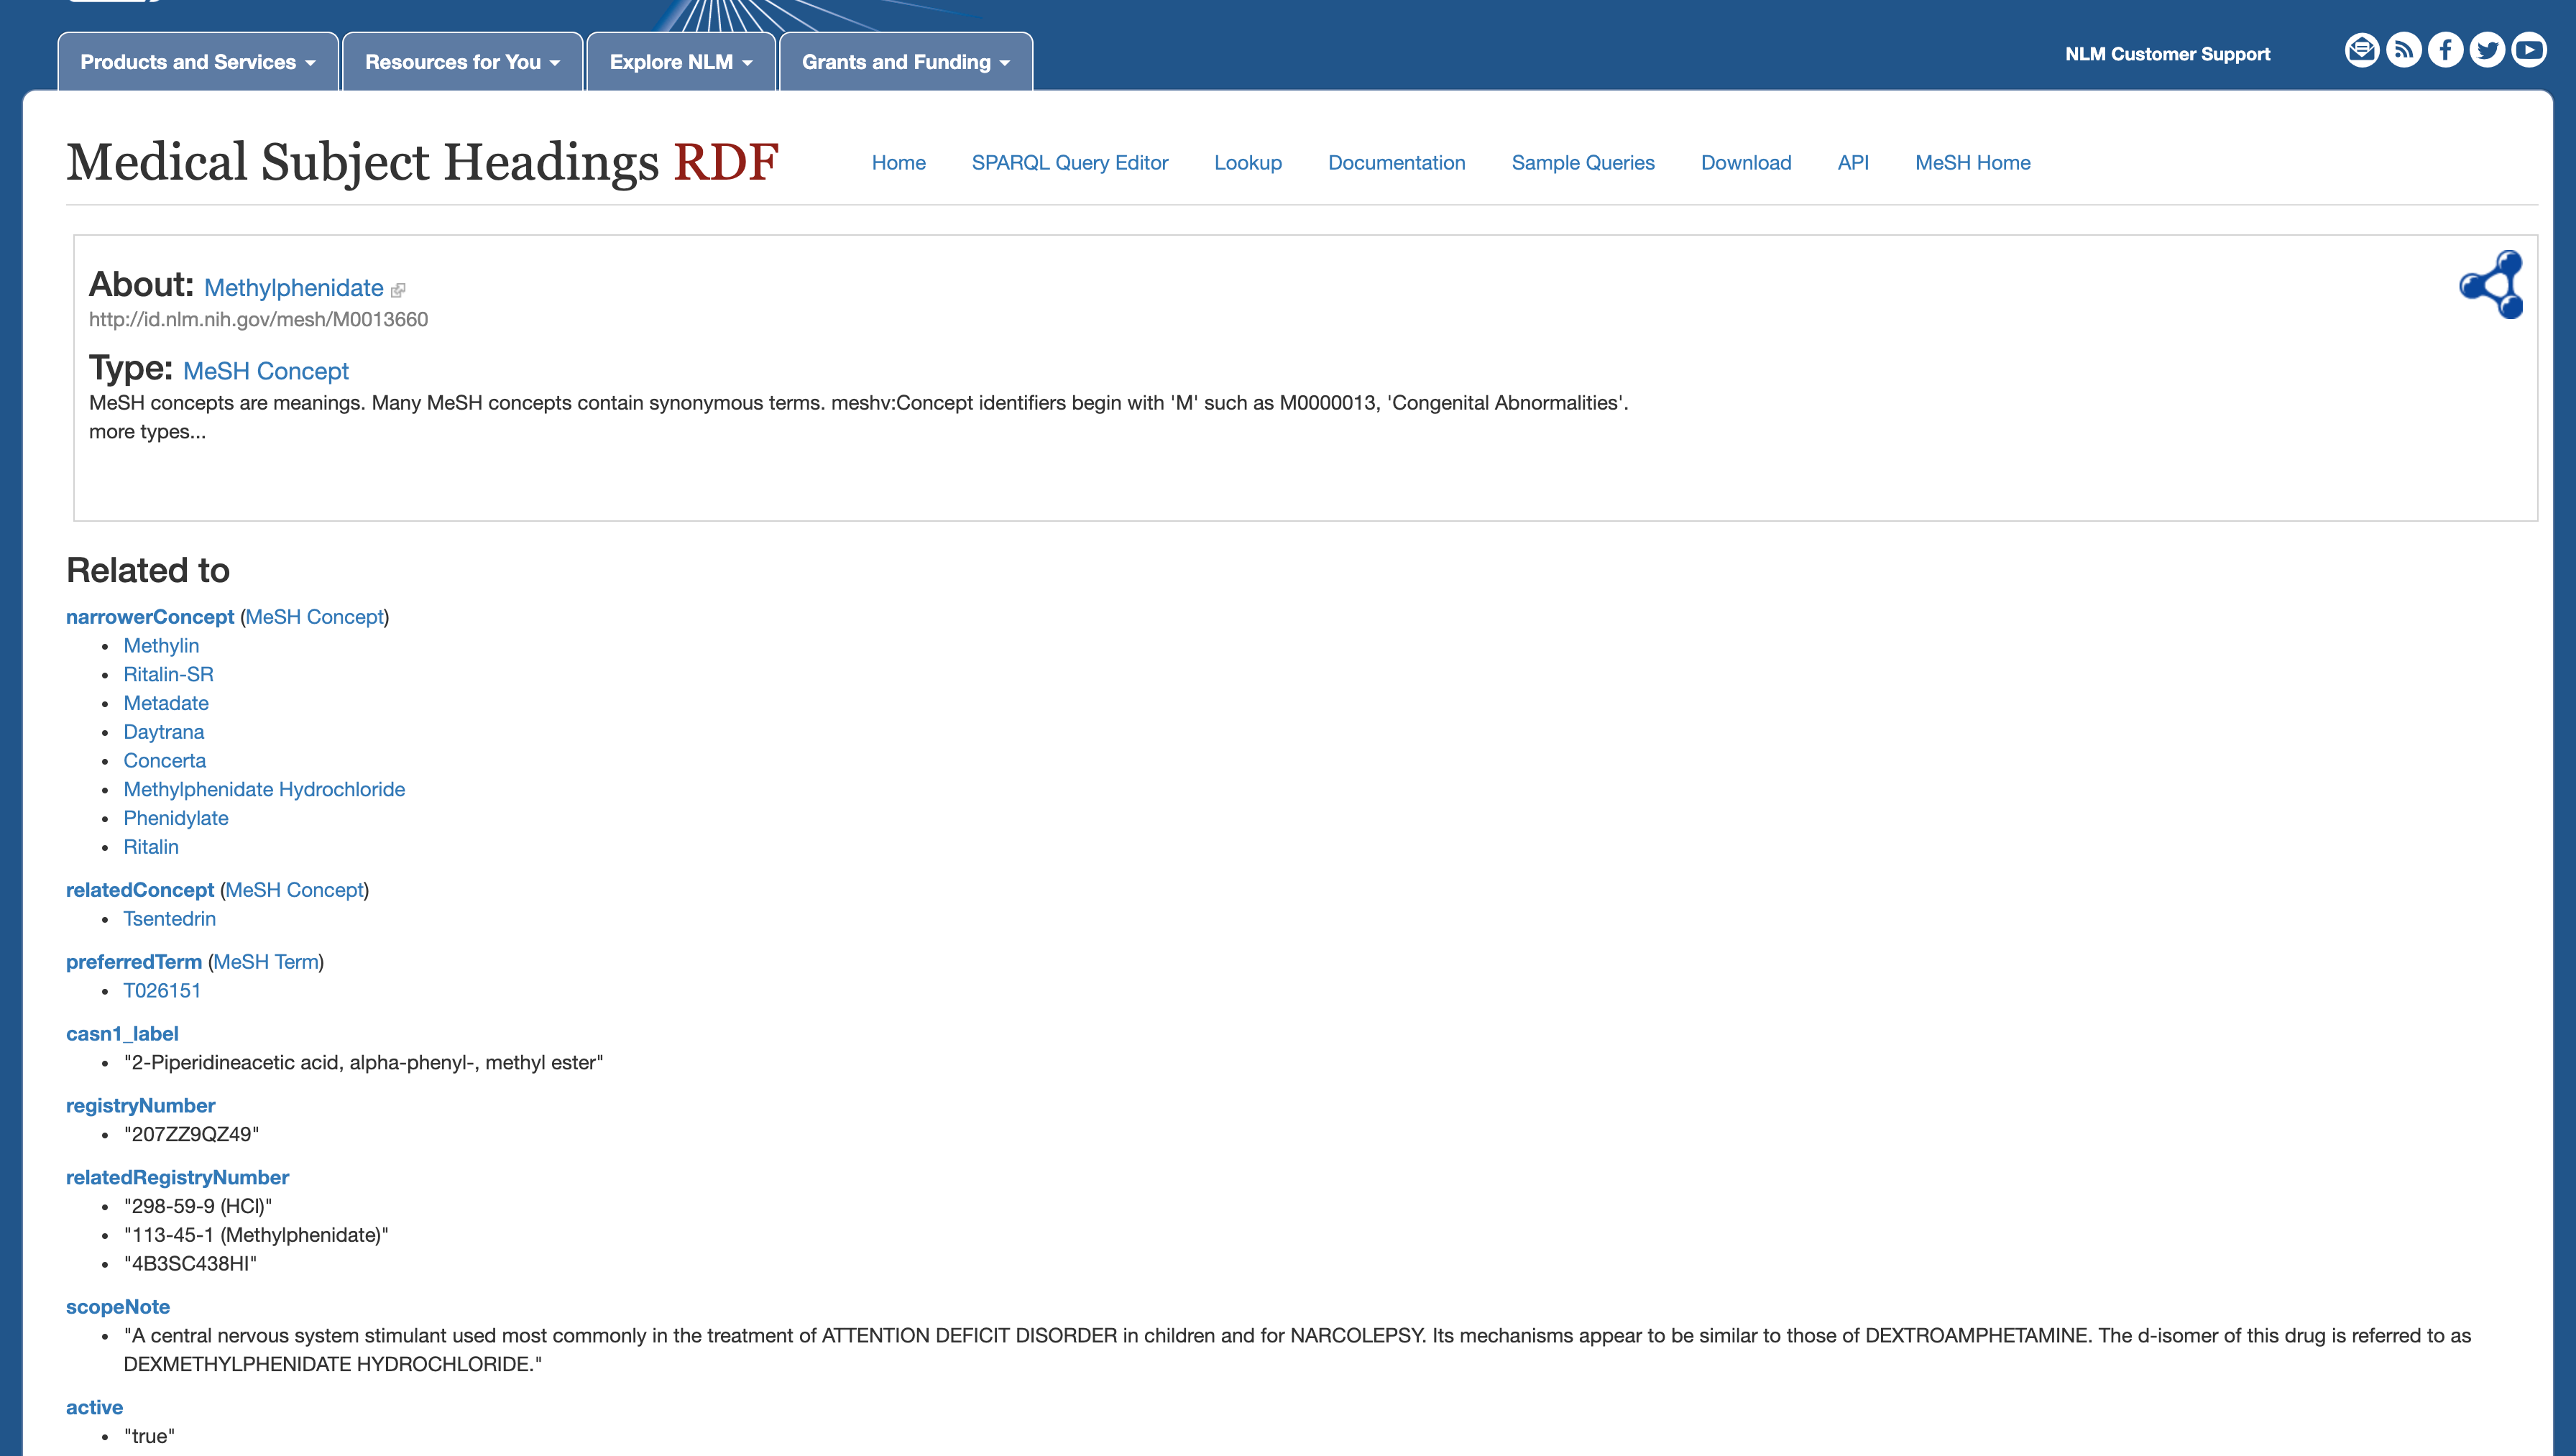 Products and Services
Resources for You
Explore NLM
Grants and Funding
NLM Customer Support
Medical Subject Headings RDF
Home
SPARQL Query Editor
Lookup
Documentation
Sample Queries
Download
API
MeSH Home
About: Methylphenidate
http://id.nlm.nih.gov/mesh/M0013660
Type: MeSH Concept
MeSH concepts are meanings. Many MeSH concepts contain synonymous terms. meshv:Concept identifiers begin with 'M' such as M0000013, 'Congenital Abnormalities'.
more types...
Related to
narrowerConcept (MeSH Concept)
• Methylin
• Ritalin-SR
• Metadate
• Daytrana
• Concerta
• Methylphenidate Hydrochloride
• Phenidylate
• Ritalin
relatedConcept (MeSH Concept)
• Tsentedrin
preferredTerm (MeSH Term)
• T026151
casn1_label
• "2-Piperidineacetic acid, alpha-phenyl-, methyl ester"
registryNumber
• "207ZZ9QZ49"
relatedRegistryNumber
• "298-59-9 (HCl)"
• "113-45-1 (Methylphenidate)"
• "4B3SC438HI"
scopeNote
• "A central nervous system stimulant used most commonly in the treatment of ATTENTION DEFICIT DISORDER in children and for NARCOLEPSY. Its mechanisms appear to be similar to those of DEXTROAMPHETAMINE. The d-isomer of this drug is referred to as
DEXMETHYLPHENIDATE HYDROCHLORIDE."
active
• "true"